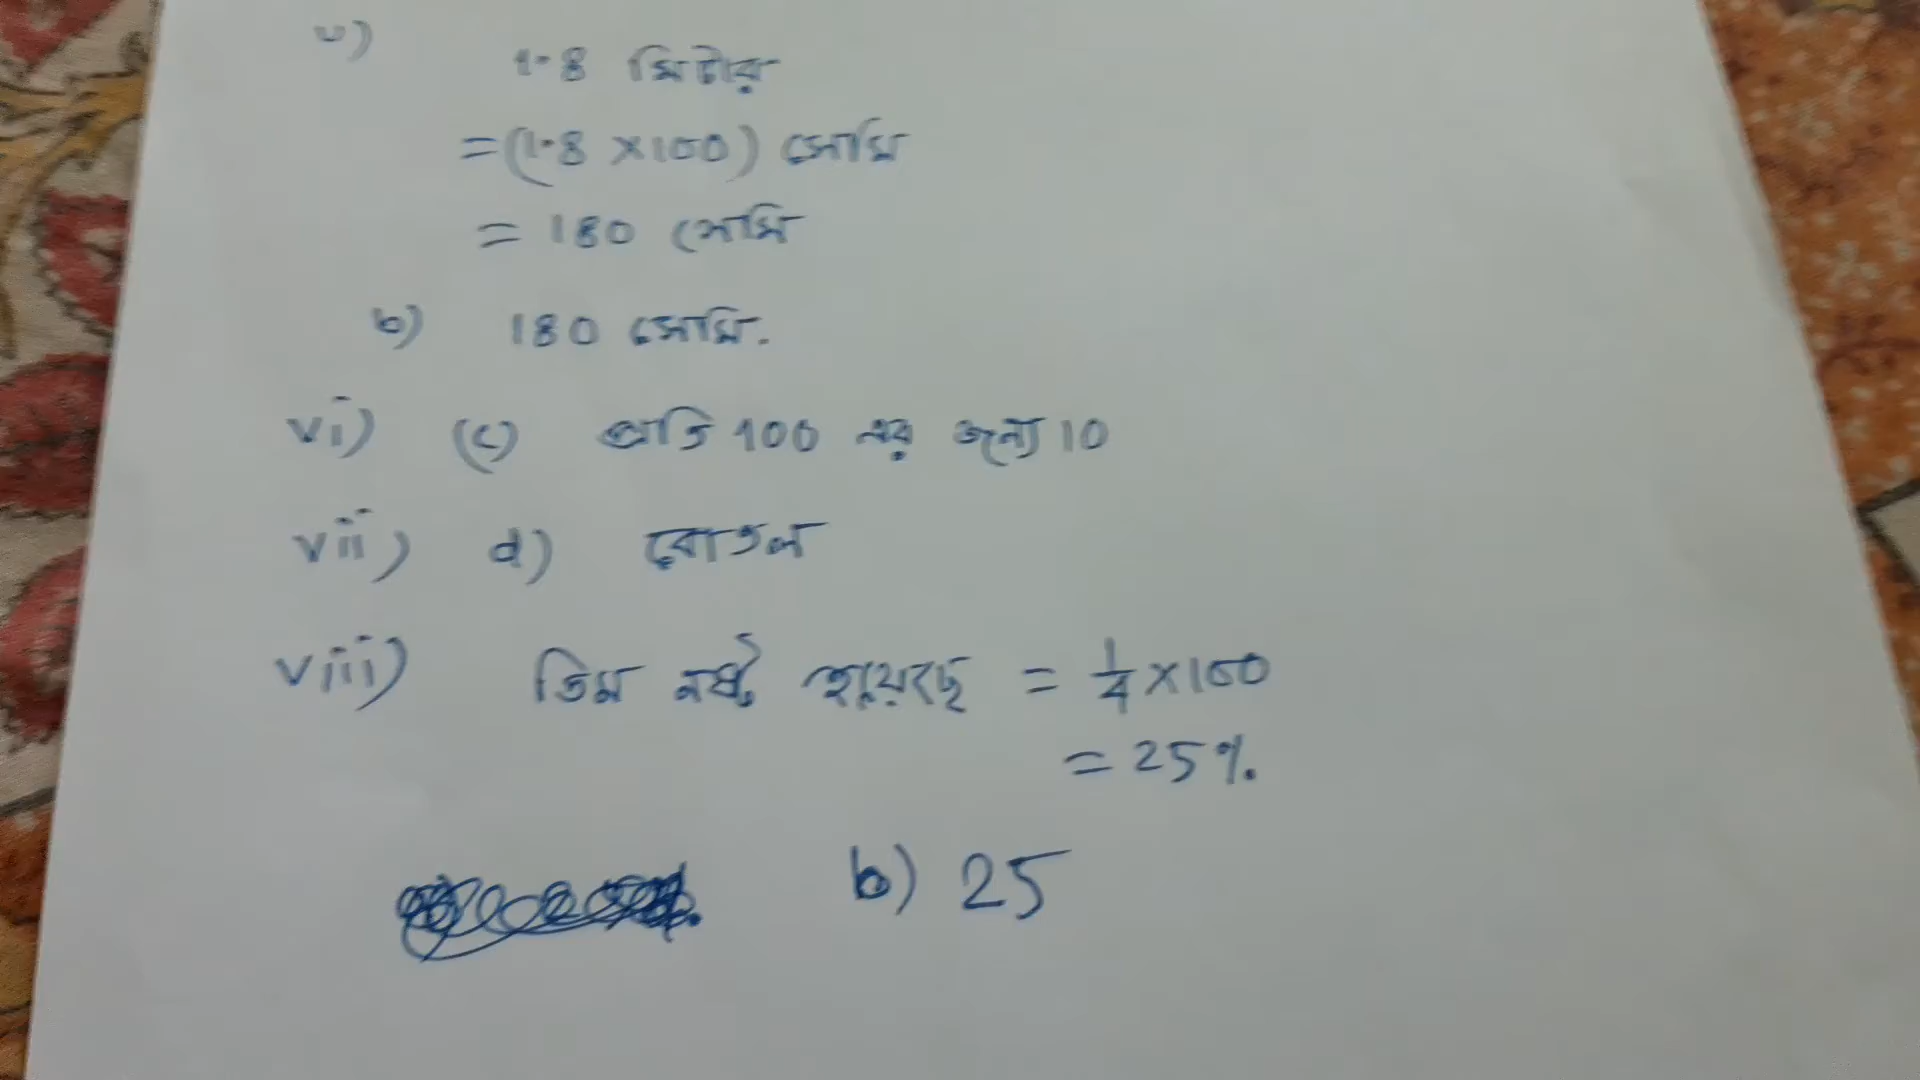 v)
1.8 মিটার
=(1.8 ×100) সেমি
= 180 সেমি
b) 180 সেমি.
vi) (c) প্রতি 100 এর জন্য 10
vii) d) বোতল
viii) ডিম নষ্ট হয়েছে = 1/4 ×100
= 25%.
b) 25